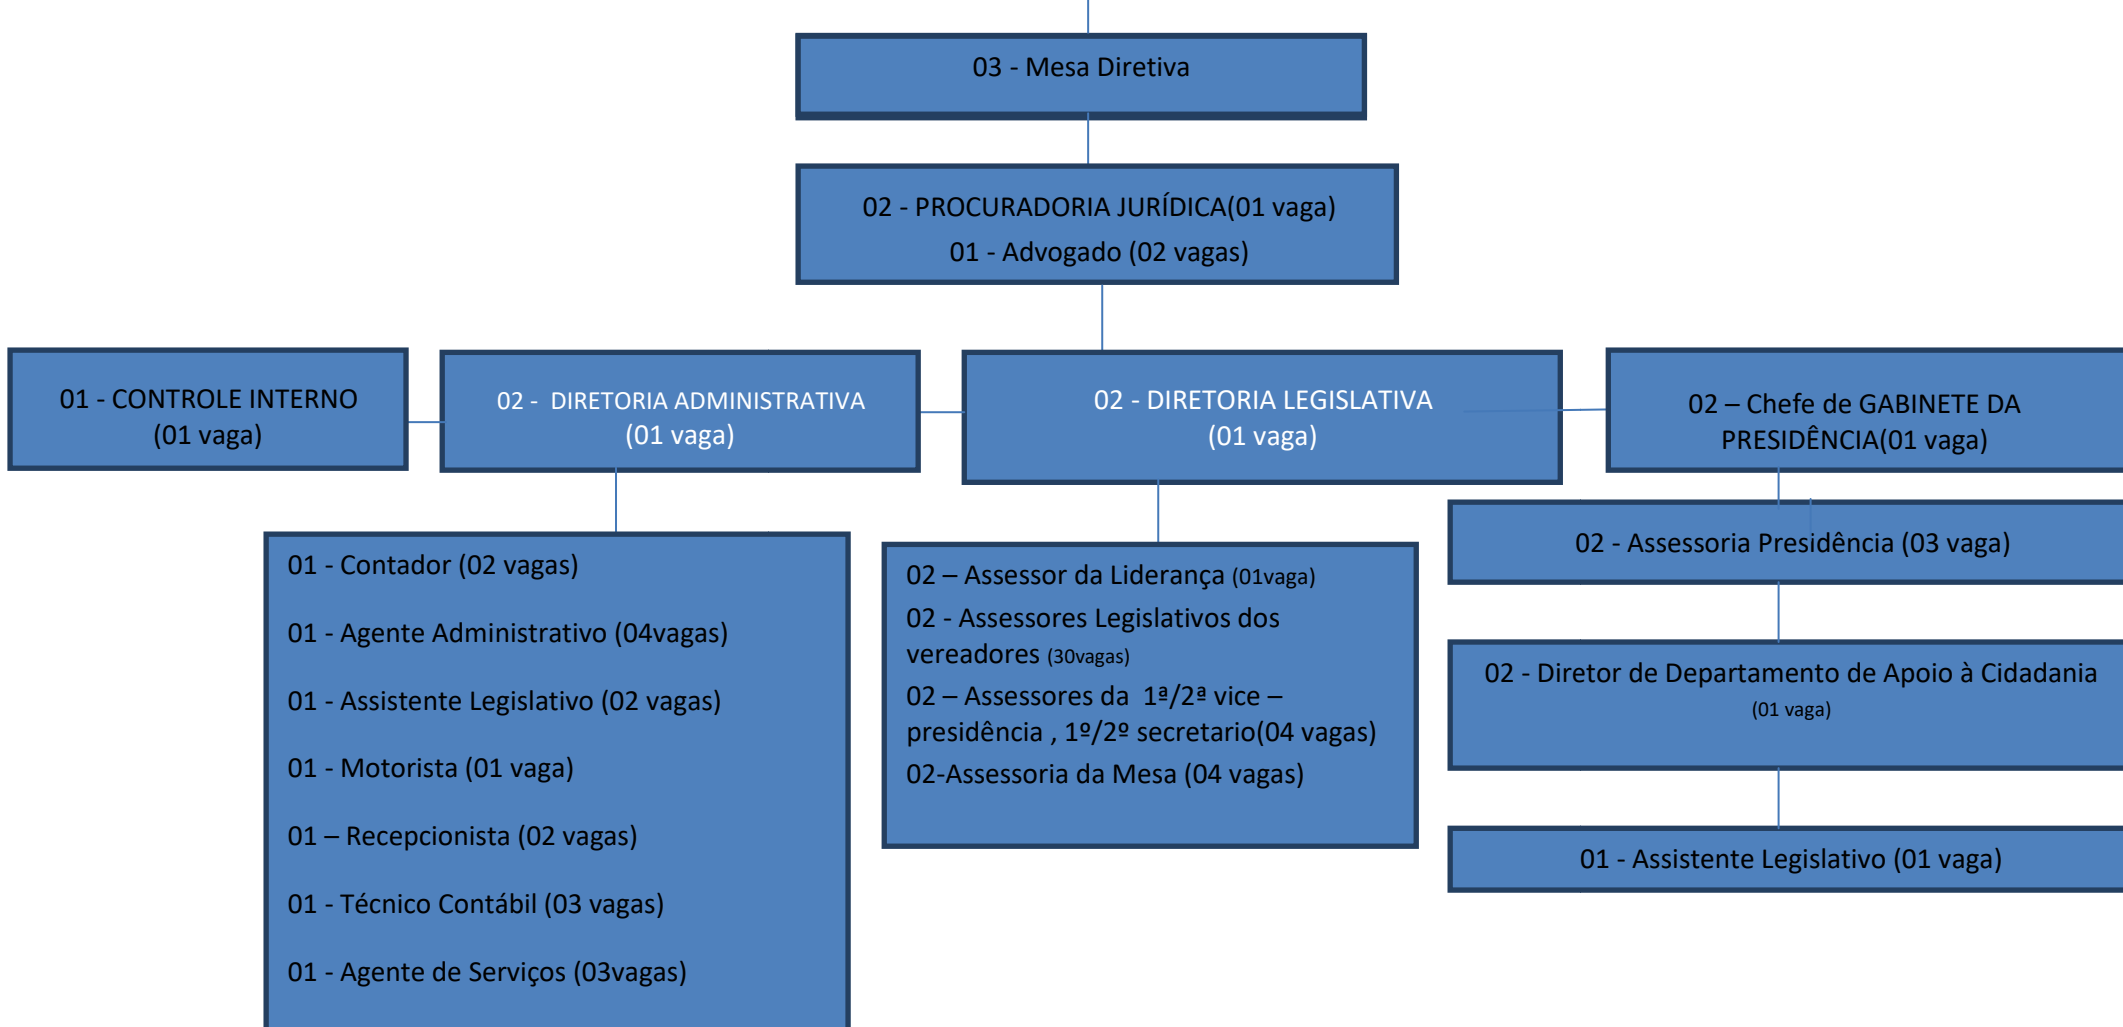 03 - Mesa Diretiva
02 - PROCURADORIA JURÍDICA(01 vaga)
01 - Advogado (02 vagas)
01 - CONTROLE INTERNO
(01 vaga)
02 - DIRETORIA ADMINISTRATIVA
(01 vaga)
02 - DIRETORIA LEGISLATIVA
(01 vaga)
02 – Chefe de GABINETE DA
PRESIDÊNCIA(01 vaga)
01 - Contador (02 vagas)
01 - Agente Administrativo (04vagas)
01 - Assistente Legislativo (02 vagas)
01 - Motorista (01 vaga)
01 – Recepcionista (02 vagas)
01 - Técnico Contábil (03 vagas)
01 - Agente de Serviços (03vagas)
02 – Assessor da Liderança (01vaga)
02 - Assessores Legislativos dos
vereadores (30vagas)
02 – Assessores da 1ª/2ª vice –
presidência , 1º/2º secretario(04 vagas)
02-Assessoria da Mesa (04 vagas)
02 - Assessoria Presidência (03 vaga)
02 - Diretor de Departamento de Apoio à Cidadania
(01 vaga)
01 - Assistente Legislativo (01 vaga)